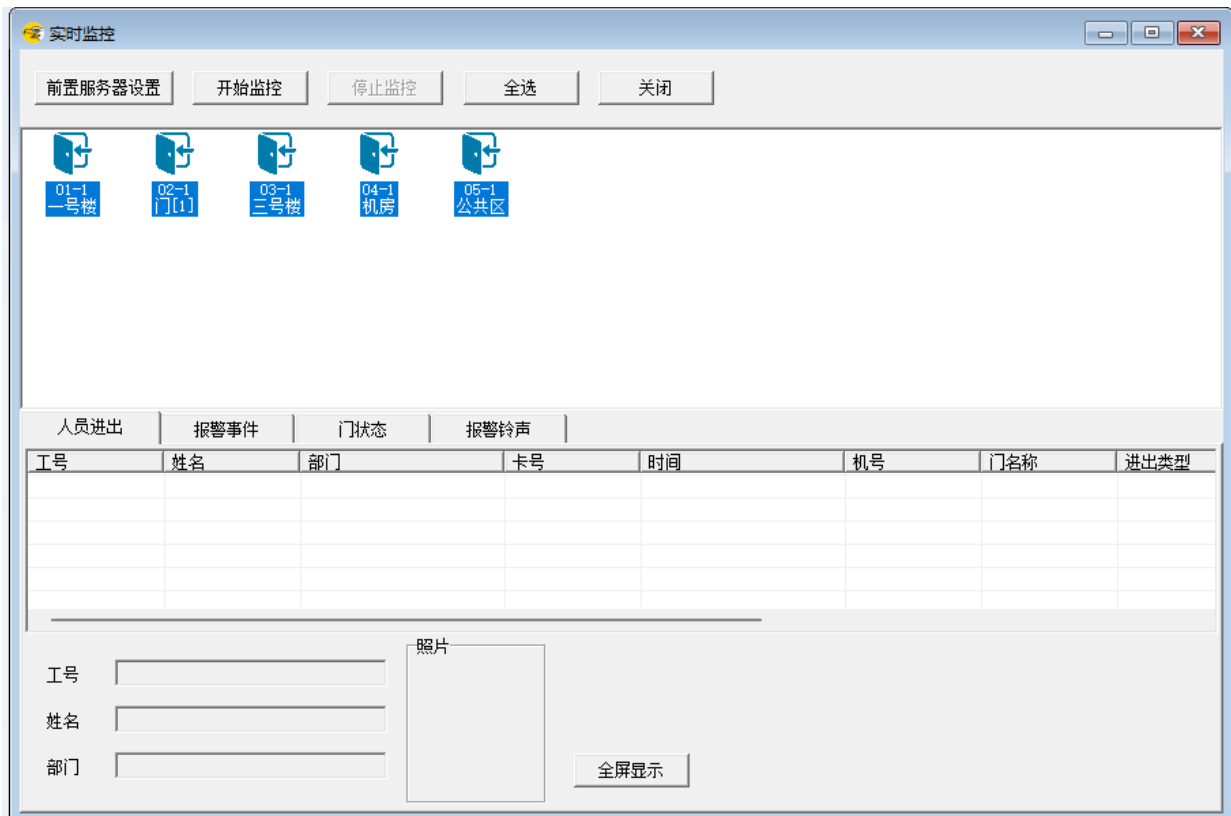 实时监控
前置服务器设置 开始监控 停止监控 全选 关闭
01-1 02-1 03-1 04-1 05-1
一号楼 门[1] 三号楼 机房 公共区
人员进出 报警事件 门状态 报警铃声
工号 姓名 部门 卡号 时间 机号 门名称 进出类型
照片
工号
姓名
部门
全屏显示